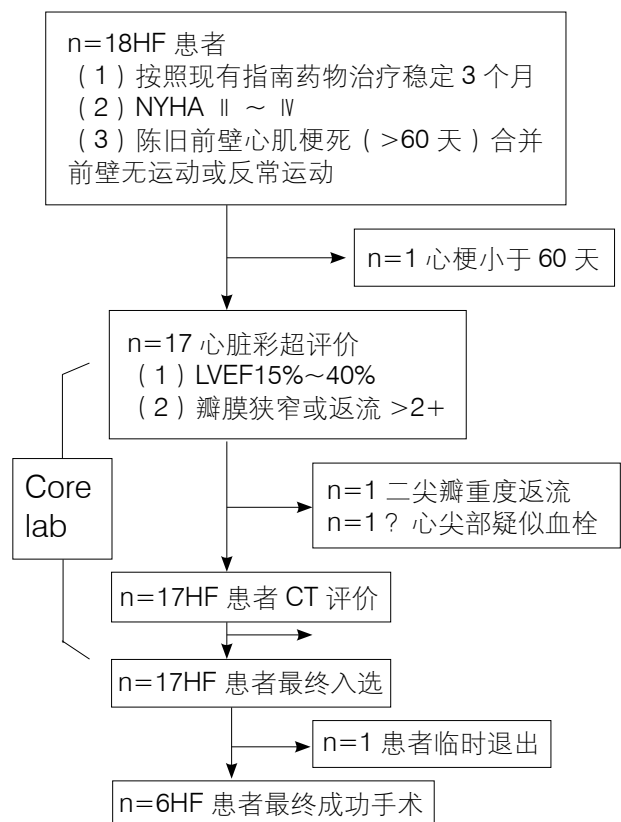 n=18HF 患者
（1）按照现有指南药物治疗稳定 3 个月
（2）NYHA Ⅱ ～ Ⅳ
（3）陈旧前壁心肌梗死（>60 天）合并
前壁无运动或反常运动
n=1 心梗小于 60 天
n=17 心脏彩超评价
（1）LVEF15%~40%
（2）瓣膜狭窄或返流 >2+
Core
lab
n=1 二尖瓣重度返流
n=1？心尖部疑似血栓
n=17HF 患者 CT 评价
n=17HF 患者最终入选
n=1 患者临时退出
n=6HF 患者最终成功手术